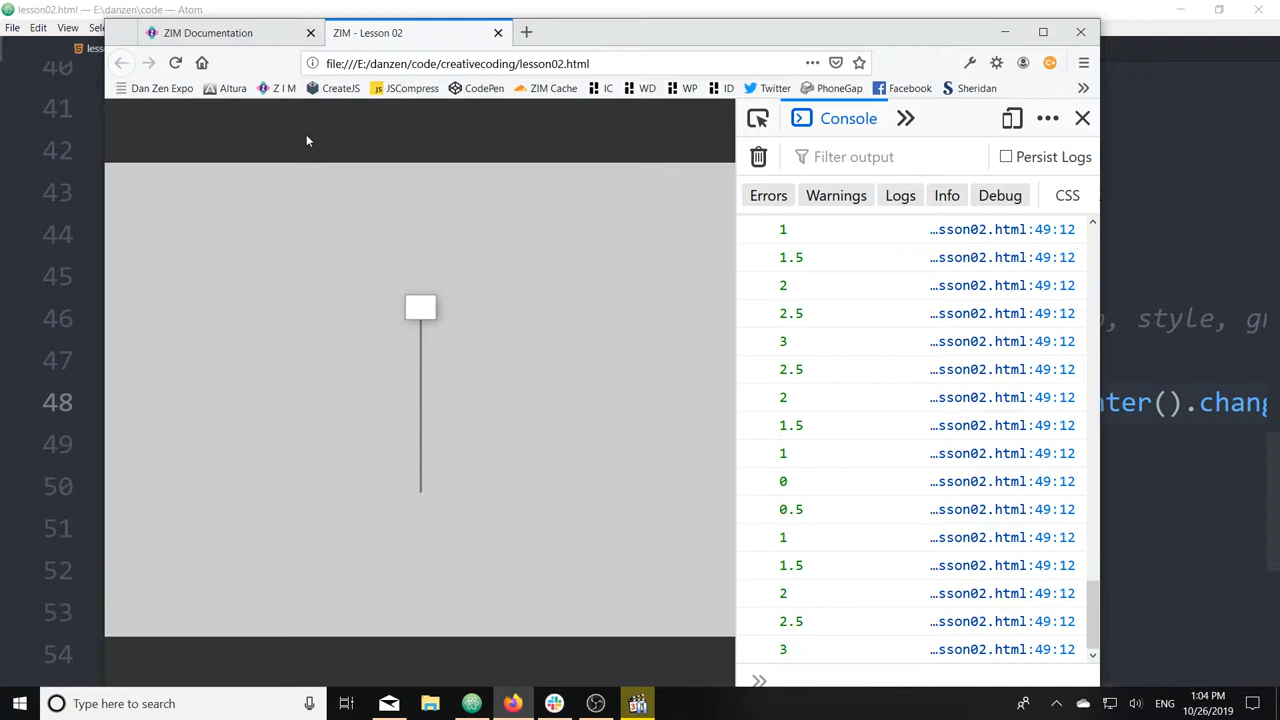 lesson02.html — E:\danzen\code — Atom
File Edit View Sele
lesso
ZIM Documentation
ZIM - Lesson 02
file:///E:/danzen/code/creativecoding/lesson02.html
Dan Zen Expo Altura Z I M CreateJS JSCompress CodePen ZIM Cache IC WD WP ID Twitter PhoneGap Facebook Sheridan
Console
Filter output Persist Logs
Errors Warnings Logs Info Debug CSS
1 …sson02.html:49:12
1.5 …sson02.html:49:12
2 …sson02.html:49:12
2.5 …sson02.html:49:12
3 …sson02.html:49:12
2.5 …sson02.html:49:12
2 …sson02.html:49:12
1.5 …sson02.html:49:12
1 …sson02.html:49:12
0 …sson02.html:49:12
0.5 …sson02.html:49:12
1 …sson02.html:49:12
1.5 …sson02.html:49:12
2 …sson02.html:49:12
2.5 …sson02.html:49:12
3 …sson02.html:49:12
40
41
42
43
44
45
46 , style, gr
47
48 nter().chang
49
50
51
52
53
54
Type here to search
ENG
1:04 PM
10/26/2019